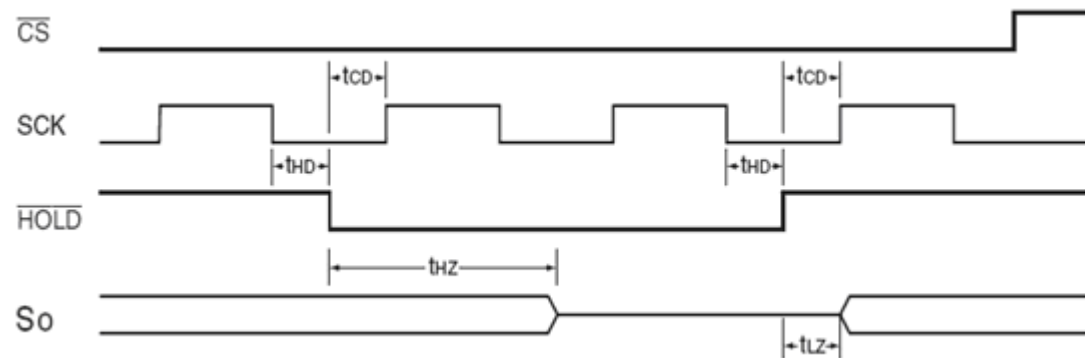 CS
tCD tCD
SCK
tHD tHD
HOLD
tHZ
So
tLZ